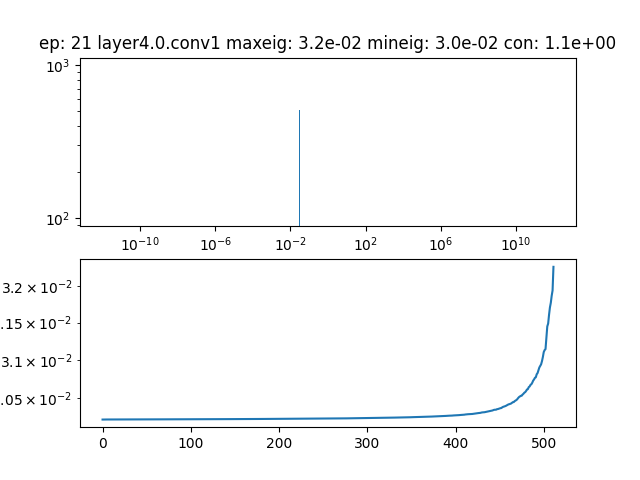 ep: 21 layer4.0.conv1 maxeig: 3.2e-02 mineig: 3.0e-02 con: 1.1e+00
10³
10²
10⁻¹⁰ 10⁻⁶ 10⁻² 10² 10⁶ 10¹⁰
3.2 × 10⁻²
.15 × 10⁻²
3.1 × 10⁻²
.05 × 10⁻²
0 100 200 300 400 500